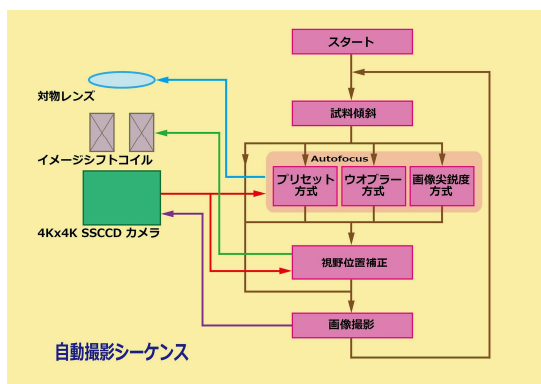 スタート
対物レンズ
試料傾斜
イメージシフトコイル
Autofocus
プリセット
方式
ウオブラー
方式
画像尖鋭度
方式
4Kx4K SSCCD カメラ
視野位置補正
画像撮影
自動撮影シーケンス